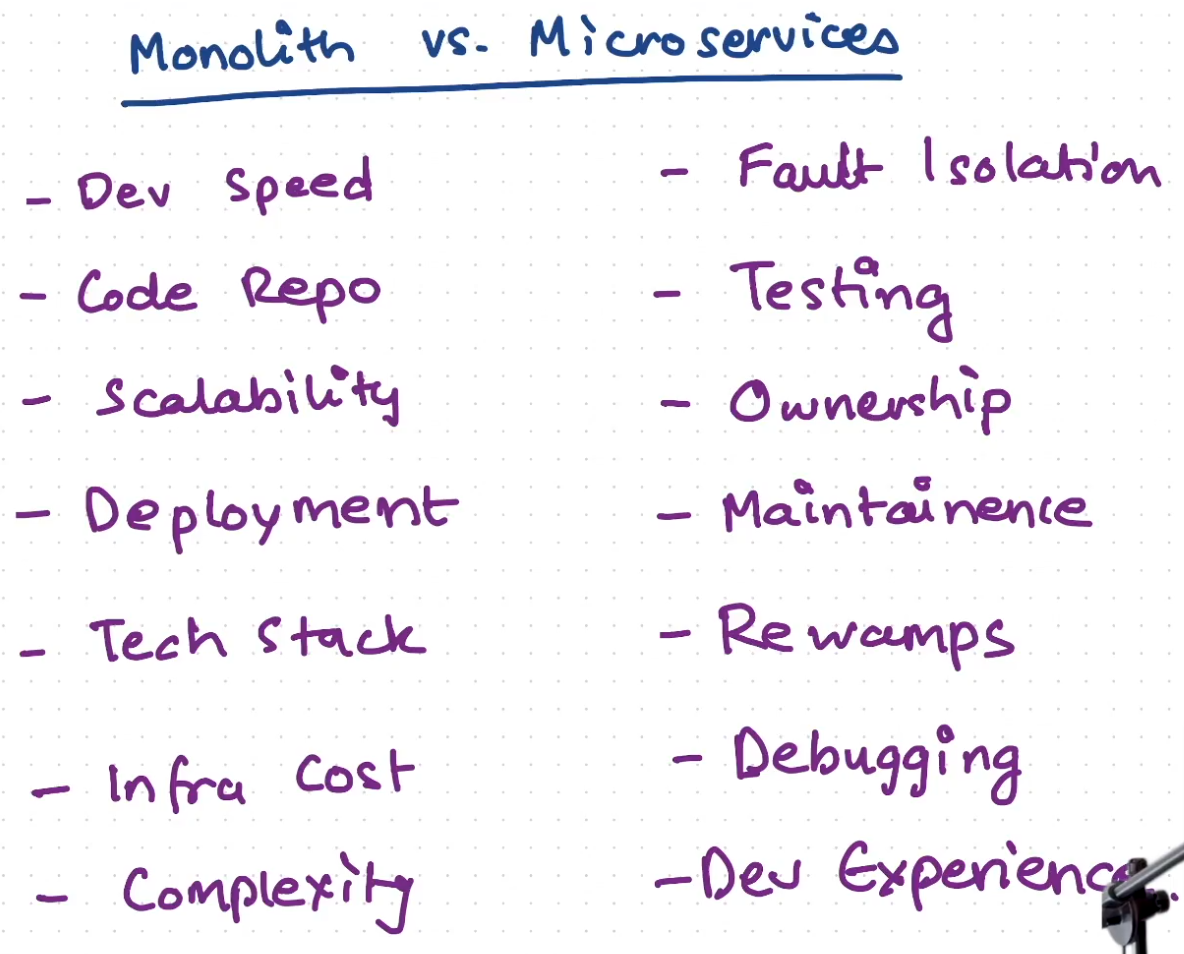 Monolith vs. Microservices
- Dev Speed
- Code Repo
- Scalability
- Deployment
- Tech Stack
- Infra Cost
- Complexity
- Fault Isolation
- Testing
- Ownership
- Maintainence
- Rewamps
- Debugging
- Dev Experience.